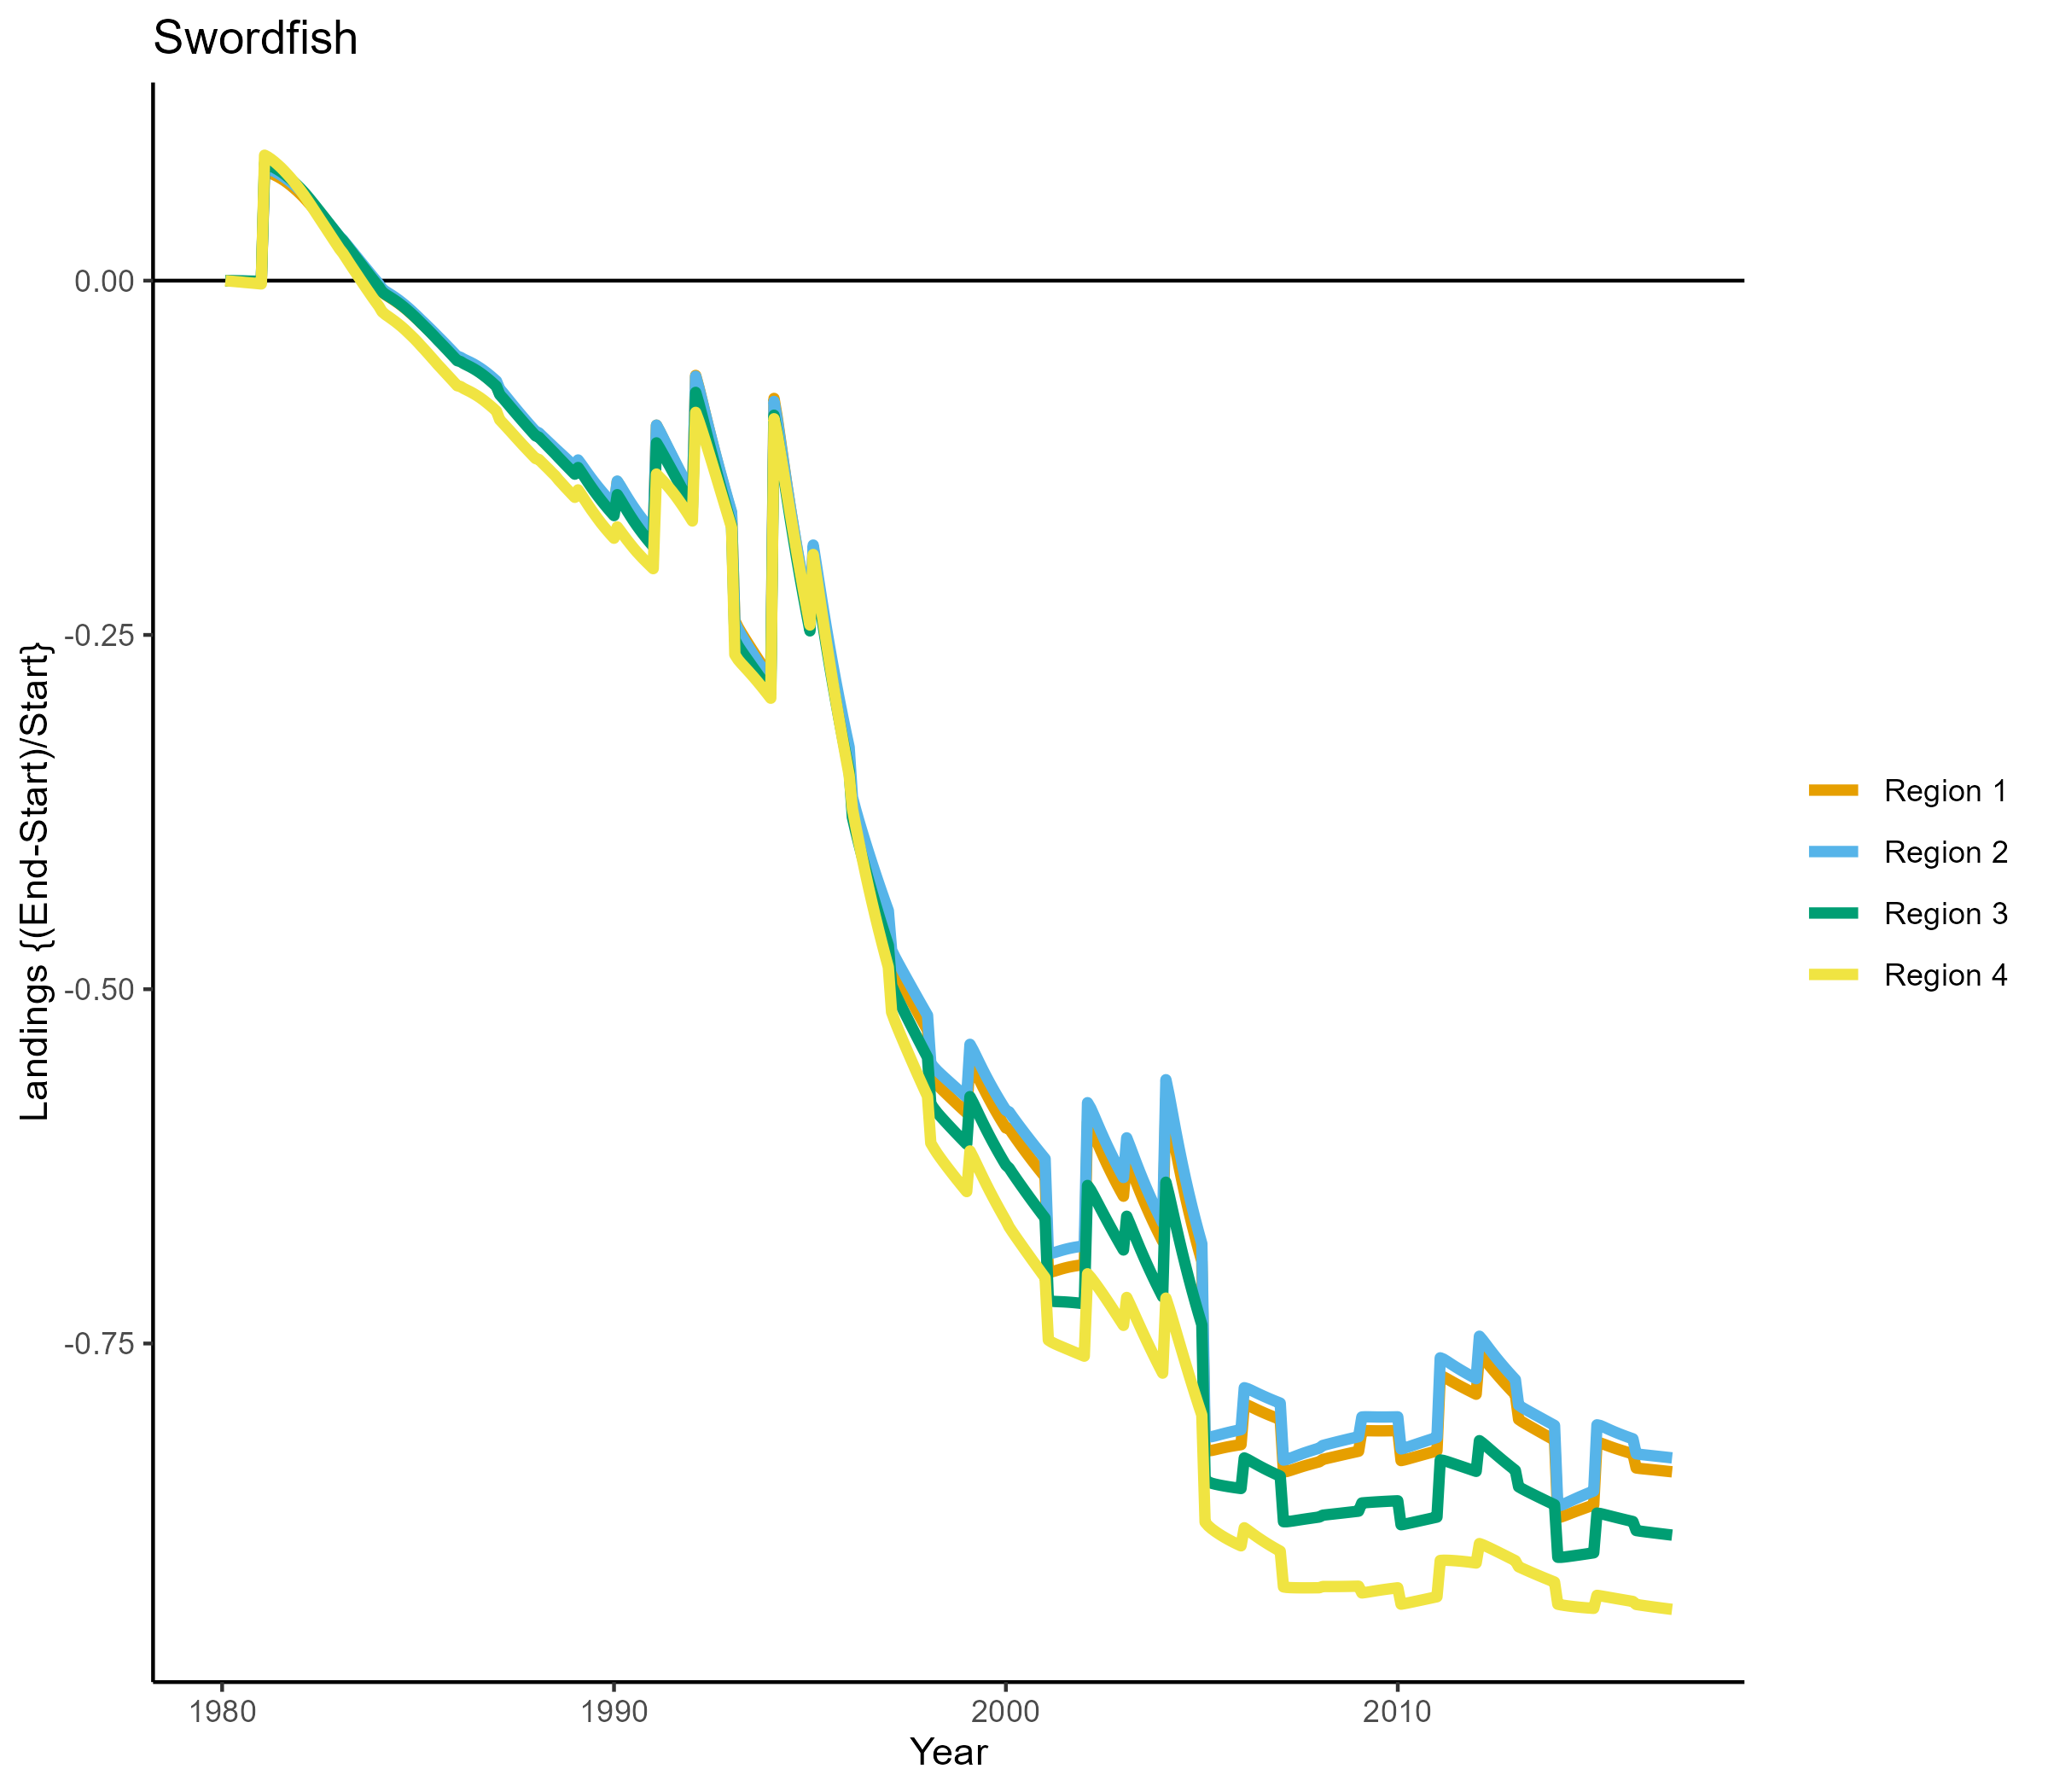 Swordfish
Landings {(End-Start)/Start}
0.00
-0.25
-0.50
-0.75
1980
1990
2000
2010
Year
Region 1
Region 2
Region 3
Region 4